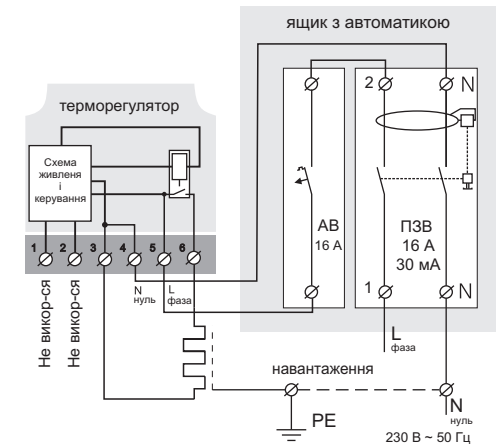 ящик з автоматикою
терморегулятор
Схема
живленя
і
керування
2
N
АВ
16 А
ПЗВ
16 А
30 мА
1
2
3
4
5
6
1
N
Не викор-ся
Не викор-ся
N
нуль
L
фаза
L
фаза
навантаження
PE
N
нуль
230 В ~ 50 Гц